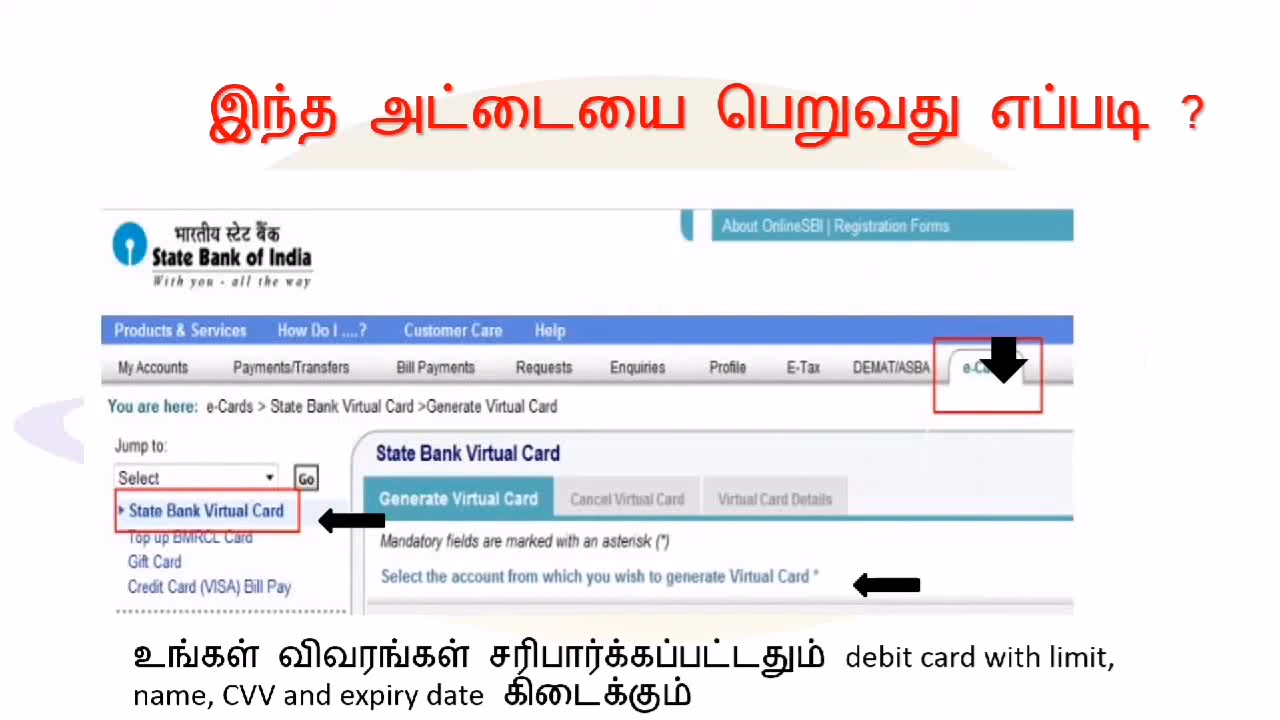 இந்த அட்டையை பெறுவது எப்படி ?
About OnlineSBI | Registration Forms
भारतीय स्टेट बैंक
State Bank of India
With you - all the way
Products & Services How Do I ....? Customer Care Help
My Accounts Payments/Transfers Bill Payments Requests Enquiries Profile E-Tax DEMAT/ASBA
You are here: e-Cards > State Bank Virtual Card >Generate Virtual Card
Jump to:
Select Go
State Bank Virtual Card
Top up BMRCL Card
Gift Card
Credit Card (VISA) Bill Pay
State Bank Virtual Card
Generate Virtual Card Cancel Virtual Card Virtual Card Details
Mandatory fields are marked with an asterisk (*)
Select the account from which you wish to generate Virtual Card *
உங்கள் விவரங்கள் சரிபார்க்கப்பட்டதும் debit card with limit,
name, CVV and expiry date கிடைக்கும்